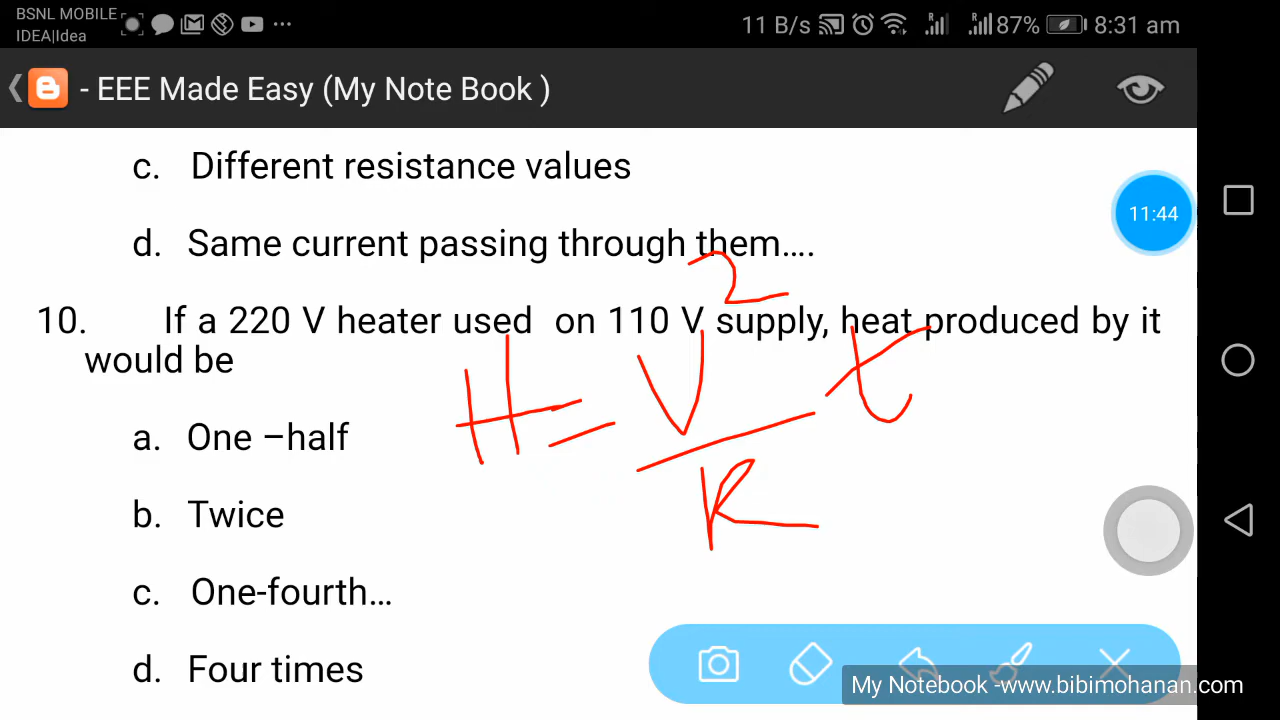 BSNL MOBILE
IDEA|Idea
11 B/s 87% 8:31 am
- EEE Made Easy (My Note Book )
c. Different resistance values
11:44
d. Same current passing through them....
10. If a 220 V heater used on 110 V supply, heat produced by it
would be
H = V² t
R
a. One –half
b. Twice
c. One-fourth...
d. Four times
My Notebook -www.bibimohanan.com